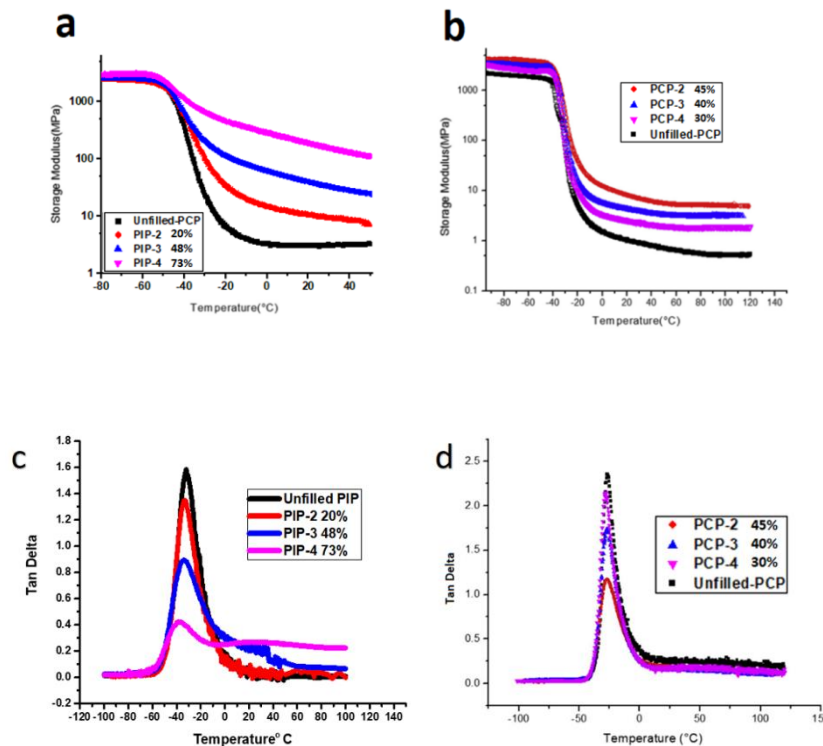 a
Storage Modulus(MPa)
1000
100
10
1
Unfilled-PCP
PIP-2 20%
PIP-3 48%
PIP-4 73%
-80 -60 -40 -20 0 20 40
Temperature(°C)
b
Storage Modulus(MPa)
1000
100
10
1
0.1
PCP-2 45%
PCP-3 40%
PCP-4 30%
Unfilled-PCP
-80 -60 -40 -20 0 20 40 60 80 100 120 140
Temperature(°C)
c
Tan Delta
1.8
1.6
1.4
1.2
1.0
0.8
0.6
0.4
0.2
0.0
-0.2
Unfilled PIP
PIP-2 20%
PIP-3 48%
PIP-4 73%
-120 -100 -80 -60 -40 -20 0 20 40 60 80 100 120 140
Temperature° C
d
Tan Delta
2.5
2.0
1.5
1.0
0.5
0.0
PCP-2 45%
PCP-3 40%
PCP-4 30%
Unfilled-PCP
-100 -50 0 50 100 15
Temperature (°C)